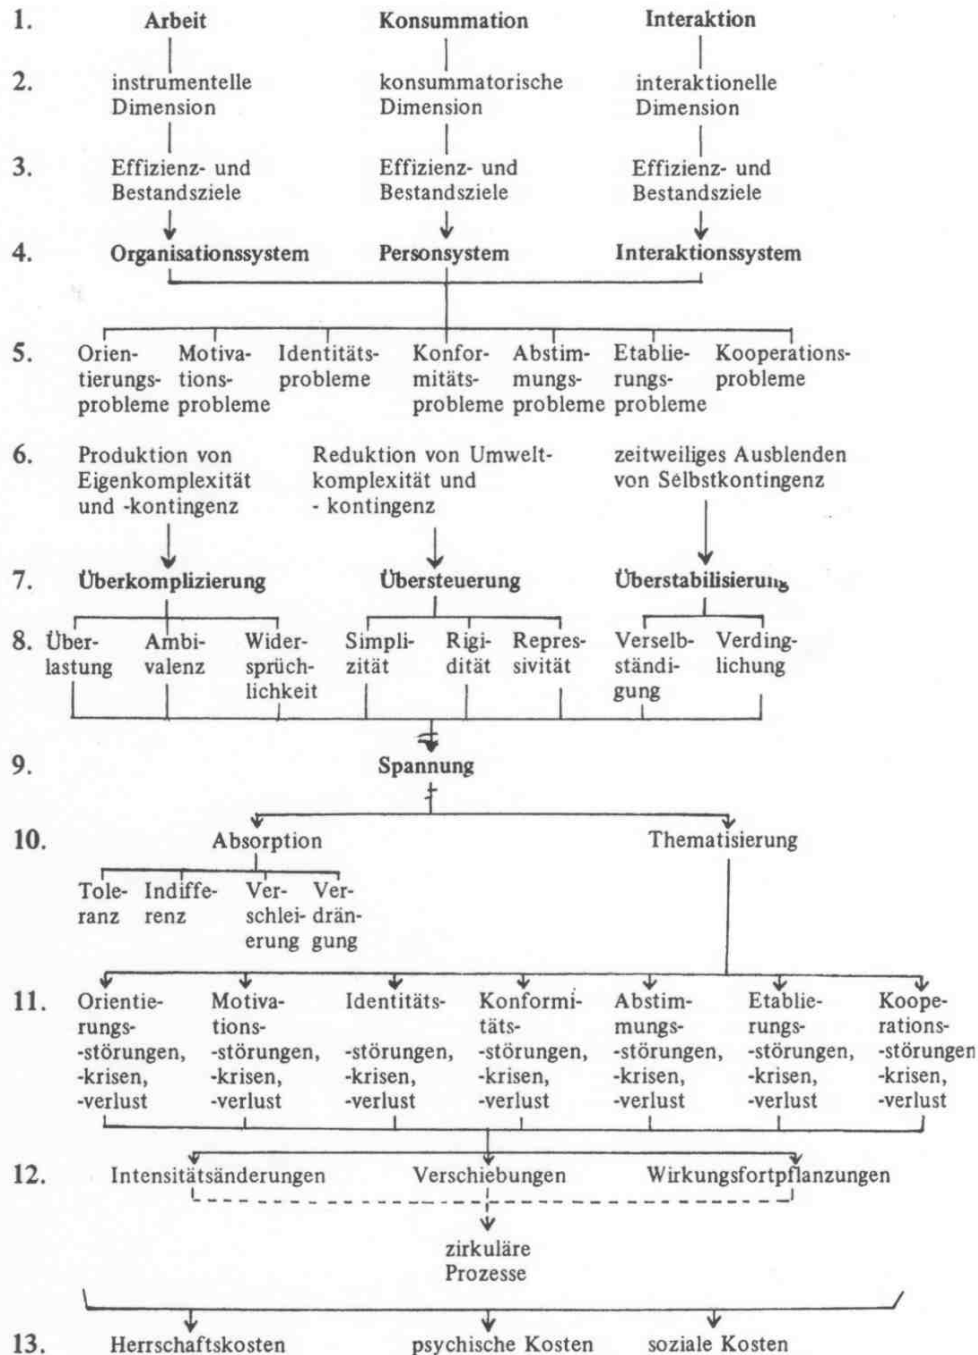 1. Arbeit Konsummation Interaktion
2. instrumentelle konsummatorische interaktionelle
Dimension Dimension Dimension
3. Effizienz- und Effizienz- und Effizienz- und
Bestandsziele Bestandsziele Bestandsziele
4. Organisationssystem Personsystem Interaktionssystem
5. Orien- Motiva- Identitäts- Konfor- Abstim- Etablie- Kooperations-
tierungs- tions- probleme mitäts- mungs- rungs- probleme
probleme probleme probleme probleme probleme
6. Produktion von Reduktion von Umwelt- zeitweiliges Ausblenden
Eigenkomplexität komplexität und von Selbstkontingenz
und -kontingenz - kontingenz
7. Überkomplizierung Übersteuerung Überstabilisierung
8. Über- Ambi- Wider- Simpli- Rigi- Repres- Verselb- Verding-
lastung valenz sprüch- zität dität sivität ständi- lichung
lichkeit gung
9. Spannung
10. Absorption Thematisierung
Tole- Indiffe- Ver- Ver-
ranz renz schlei- drän-
erung gung
11. Orientie- Motiva- Identitäts- Konformi- Abstim- Etablie- Koope-
rungs- tions- täts- mungs- rungs- rations-
-störungen, -störungen, -störungen, -störungen, -störungen, -störungen, -störungen
-krisen, -krisen, -krisen, -krisen, -krisen, -krisen, -krisen,
-verlust -verlust -verlust -verlust -verlust -verlust -verlust
12. Intensitätsänderungen Verschiebungen Wirkungsfortpflanzungen
zirkuläre
Prozesse
13. Herrschaftskosten psychische Kosten soziale Kosten